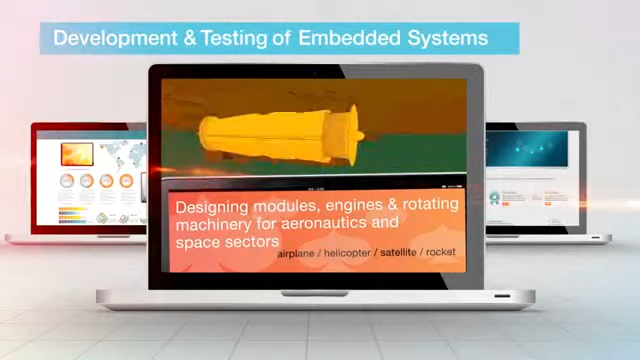 Development & Testing of Embedded Systems
Designing modules, engines & rotating
machinery for aeronautics and
space sectors
airplane / helicopter / satellite / rocket